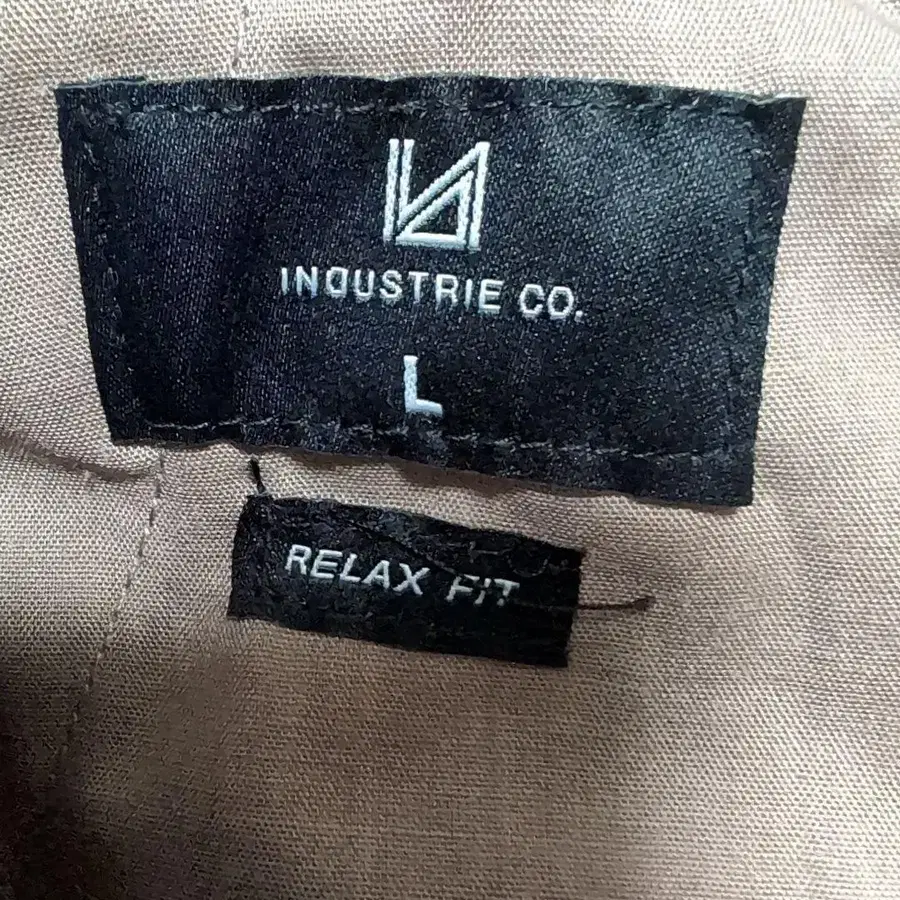 INDUSTRIE CO.
L
RELAX FIT